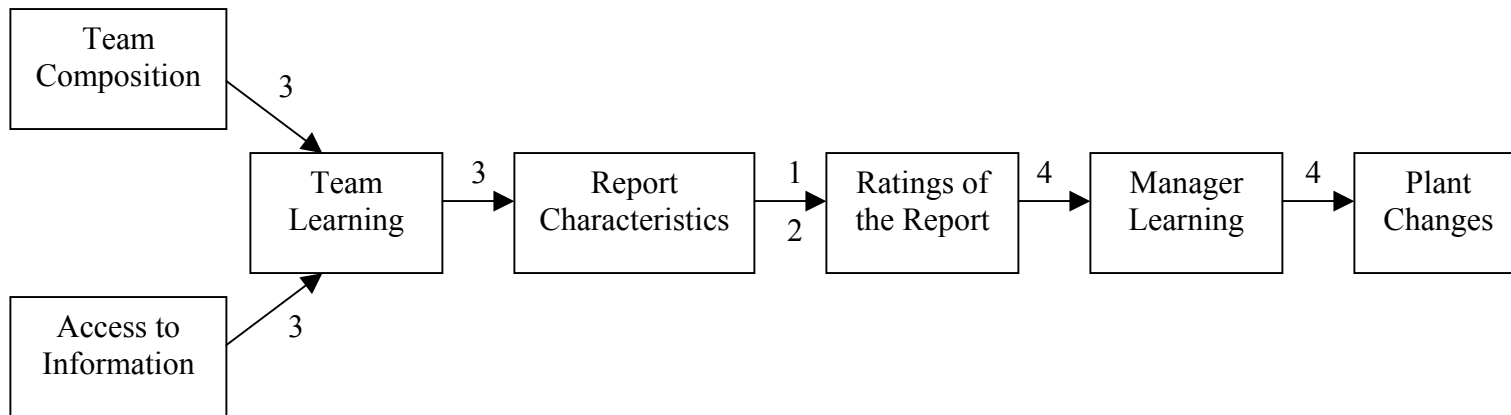 Team
Composition
3
Access to
Information
3
Team
Learning
3
Report
Characteristics
1
2
Ratings of
the Report
4
Manager
Learning
4
Plant
Changes